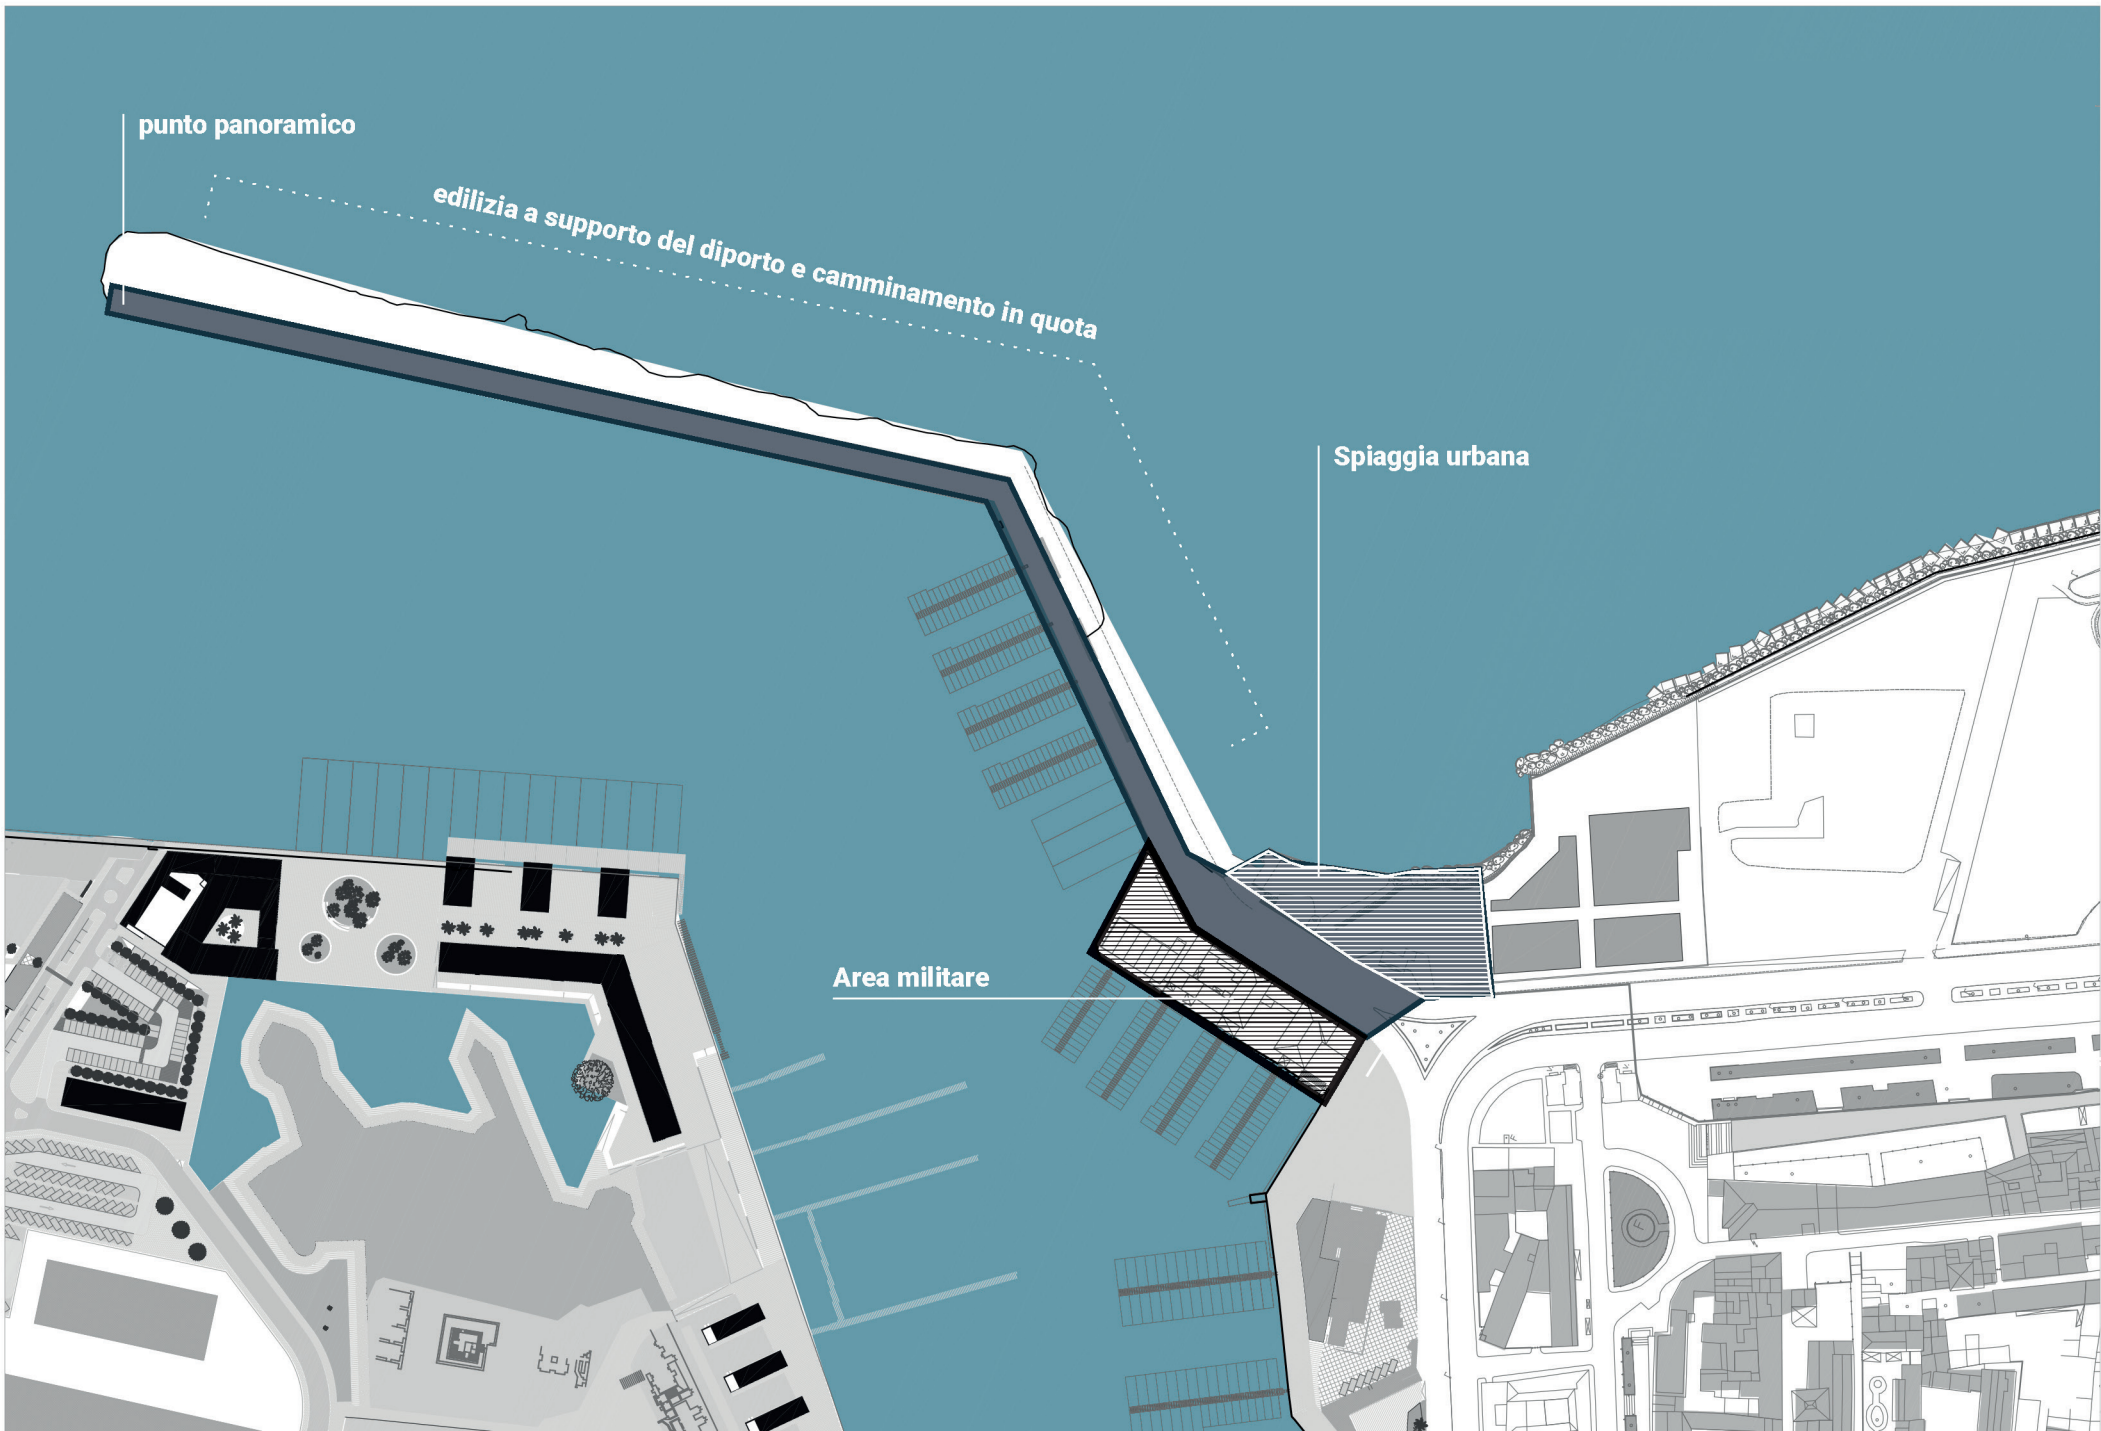 punto panoramico
edilizia a supporto del diporto e camminamento in quota
Spiaggia urbana
Area militare